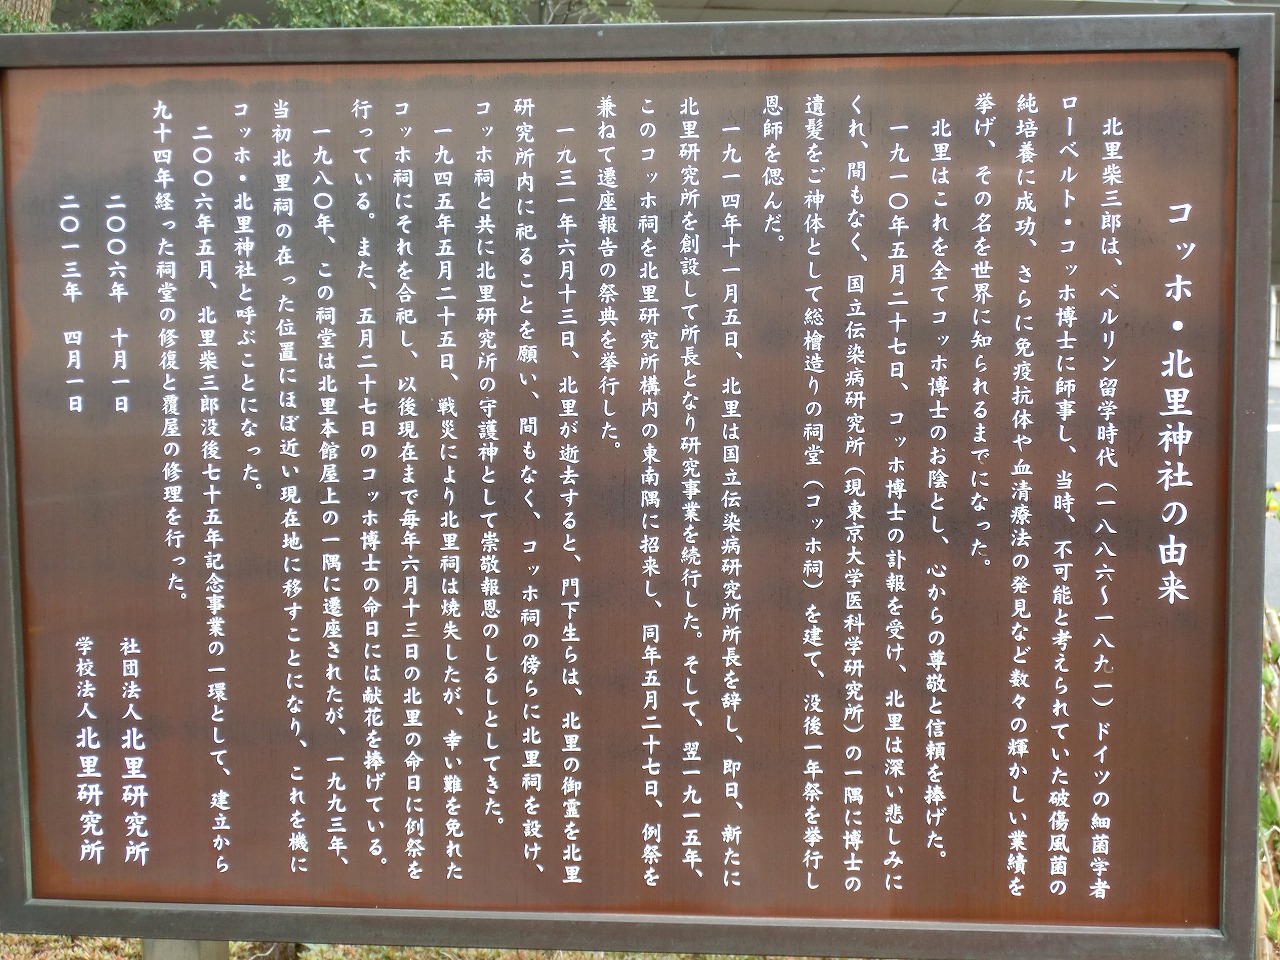 コッホ・北里神社の由来
北里柴三郎は、ベルリン留学時代（一八八六～一八九一）ドイツの細菌学者
ローベルト・コッホ博士に師事し、当時、不可能と考えられていた破傷風菌の
純培養に成功、さらに免疫抗体や血清療法の発見など数々の輝かしい業績を
挙げ、その名を世界に知られるまでになった。
北里はこれを全てコッホ博士のお陰とし、心からの尊敬と信頼を捧げた。
一九一〇年五月二十七日、コッホ博士の訃報を受け、北里は深い悲しみに
くれ、間もなく、国立伝染病研究所（現東京大学医科学研究所）の一隅に博士の
遺髪をご神体として総檜造りの祠堂（コッホ祠）を建て、没後一年祭を挙行し
恩師を偲んだ。
一九一四年十一月五日、北里は国立伝染病研究所所長を辞し、即日、新たに
北里研究所を創設して所長となり研究事業を続行した。そして、翌一九一五年、
このコッホ祠を北里研究所構内の東南隅に招来し、同年五月二十七日、例祭を
兼ねて遷座報告の祭典を挙行した。
一九三一年六月十三日、北里が逝去すると、門下生らは、北里の御霊を北里
研究所内に祀ることを願い、間もなく、コッホ祠の傍らに北里祠を設け、
コッホ祠と共に北里研究所の守護神として崇敬報恩のしるしとしてきた。
一九四五年五月二十五日、戦災により北里祠は焼失したが、幸い難を免れた
コッホ祠にそれを合祀し、以後現在まで毎年六月十三日の北里の命日に例祭を
行っている。また、五月二十七日のコッホ博士の命日には献花を捧げている。
一九八〇年、この祠堂は北里本館屋上の一隅に遷座されたが、一九九三年、
当初北里祠の在った位置にほぼ近い現在地に移すことになり、これを機に
コッホ・北里神社と呼ぶことになった。
二〇〇六年五月、北里柴三郎没後七十五年記念事業の一環として、建立から
九十四年経った祠堂の修復と覆屋の修理を行った。
二〇〇六年　十月一日　社団法人北里研究所
二〇一三年　四月一日　学校法人北里研究所